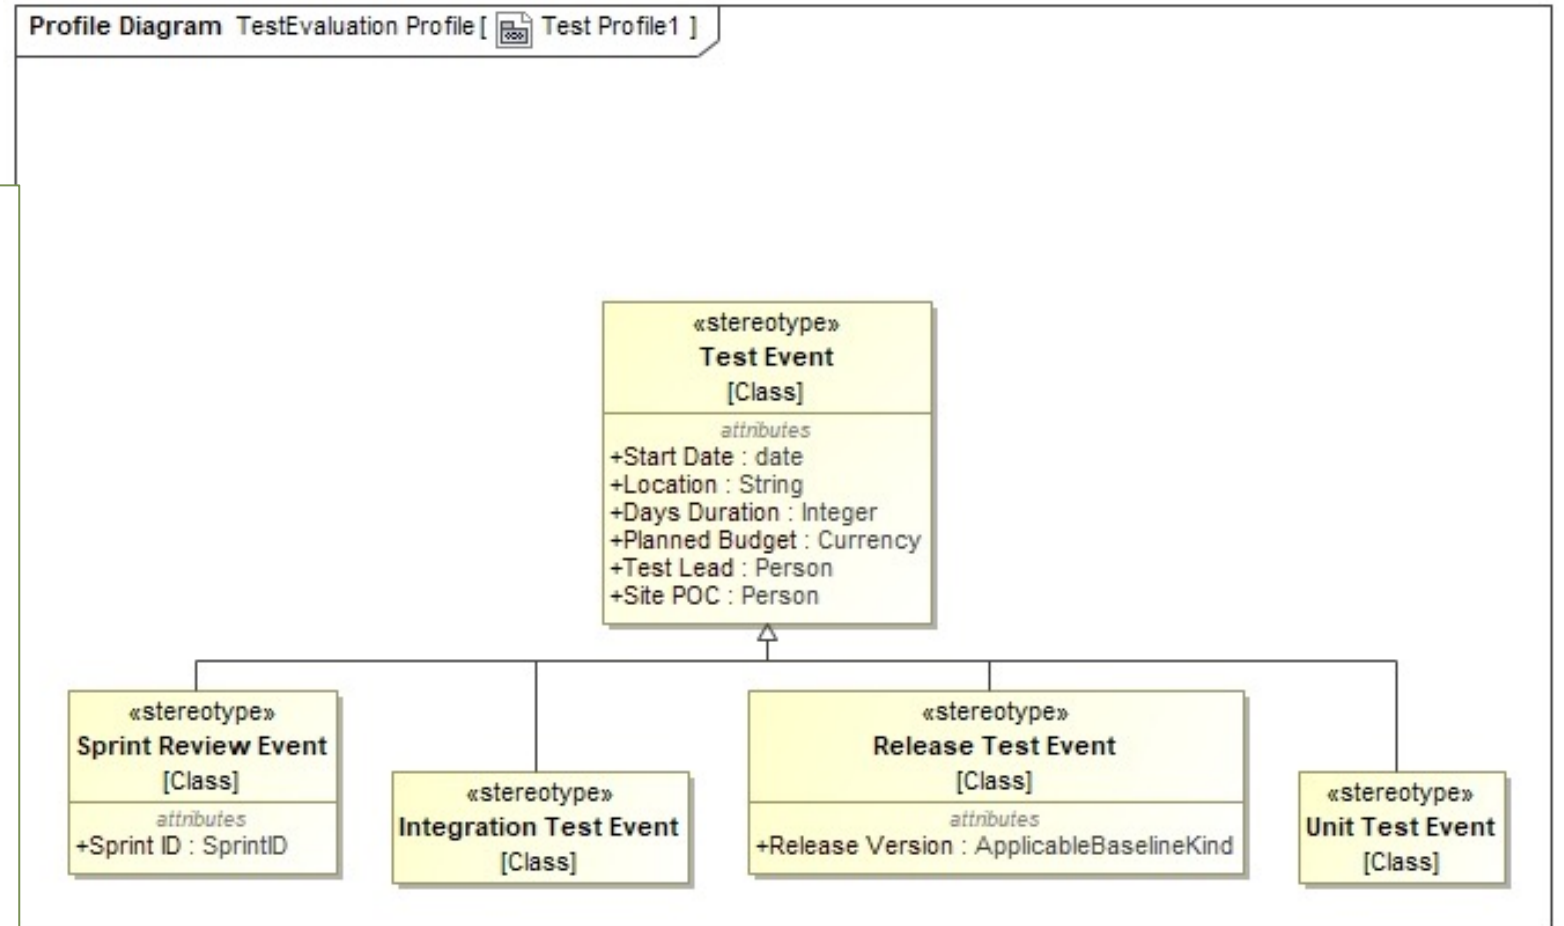 Profile Diagram TestEvaluation Profile [ Test Profile1 ]
«stereotype»
Test Event
[Class]
attributes
+Start Date : date
+Location : String
+Days Duration : Integer
+Planned Budget : Currency
+Test Lead : Person
+Site POC : Person
«stereotype»
Sprint Review Event
[Class]
attributes
+Sprint ID : SprintID
«stereotype»
Integration Test Event
[Class]
«stereotype»
Release Test Event
[Class]
attributes
+Release Version : ApplicableBaselineKind
«stereotype»
Unit Test Event
[Class]